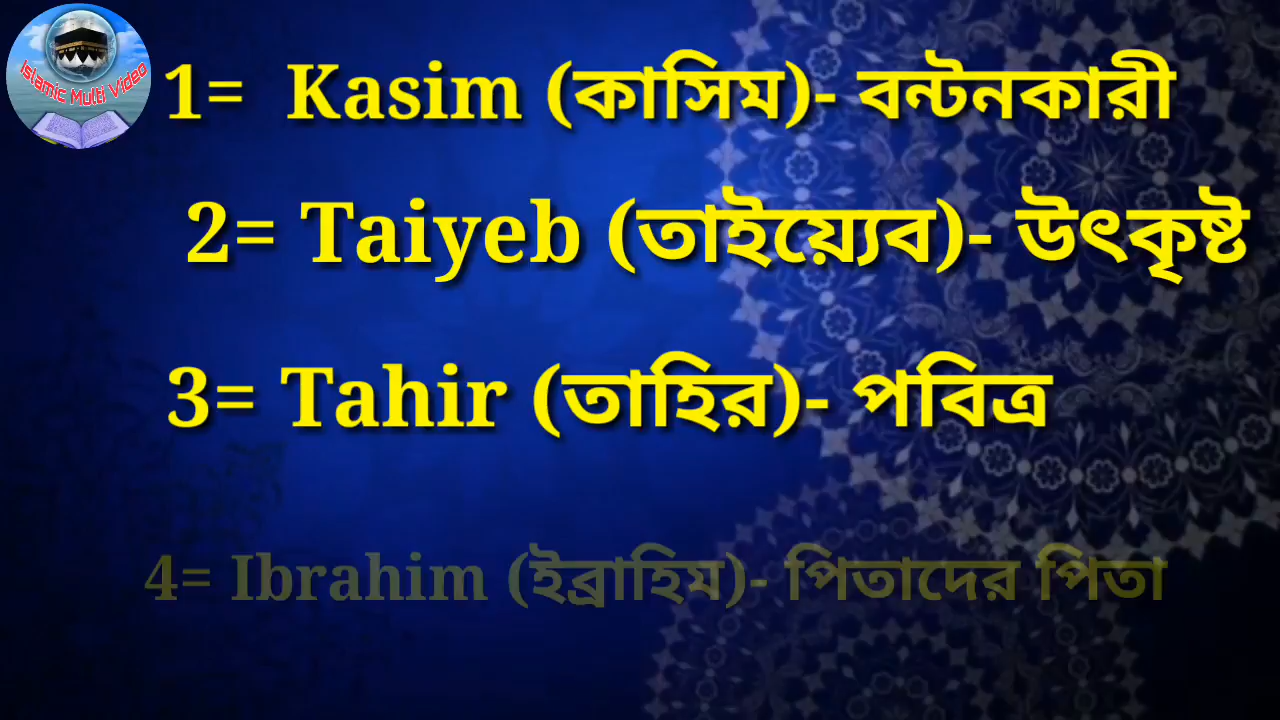 Islamic Multi Video
1= Kasim (কাসিম)- বন্টনকারী
2= Taiyeb (তাইয়্যেব)- উৎকৃষ্ট
3= Tahir (তাহির)- পবিত্র
4= Ibrahim (ইব্রাহিম)- পিতাদের পিতা